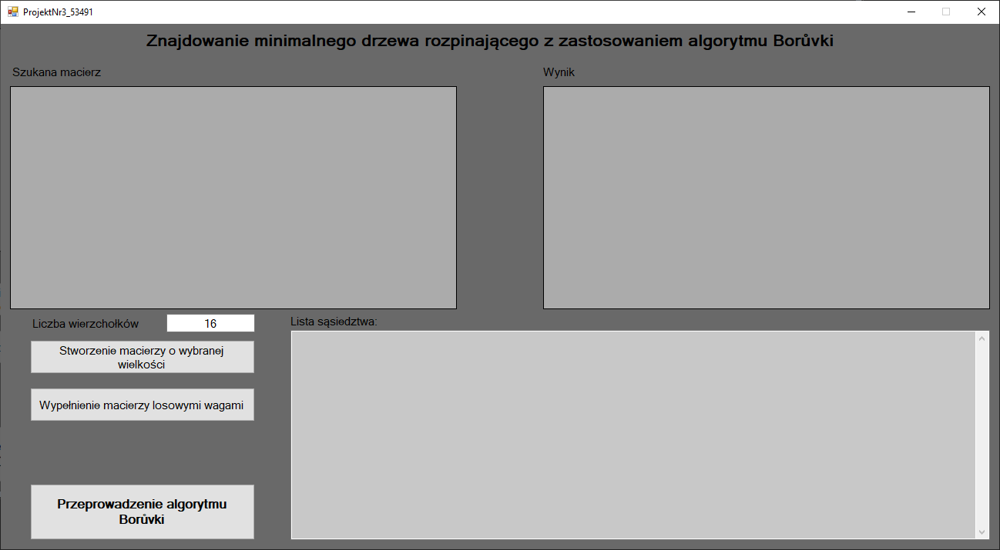 ProjektNr3_53491
Znajdowanie minimalnego drzewa rozpinającego z zastosowaniem algorytmu Borůvki
Szukana macierz
Wynik
Liczba wierzchołków
16
Lista sąsiedztwa:
Stworzenie macierzy o wybranej
wielkości
Wypełnienie macierzy losowymi wagami
Przeprowadzenie algorytmu
Borůvki